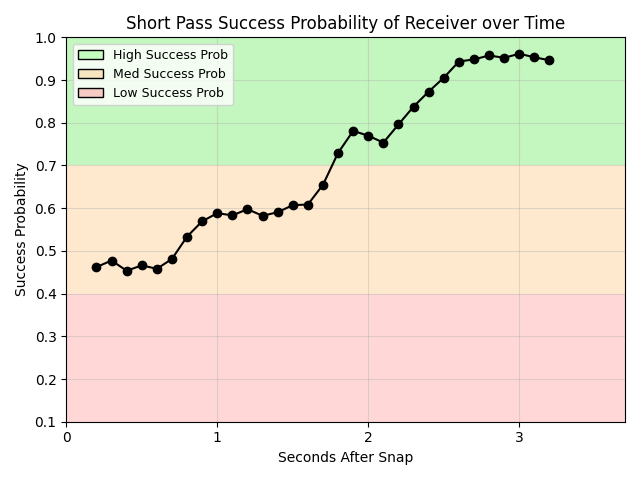 Short Pass Success Probability of Receiver over Time
1.0
High Success Prob
Med Success Prob
Low Success Prob
0.9
0.8
0.7
0.6
0.5
0.4
0.3
0.2
0.1
Success Probability
0 1 2 3
Seconds After Snap